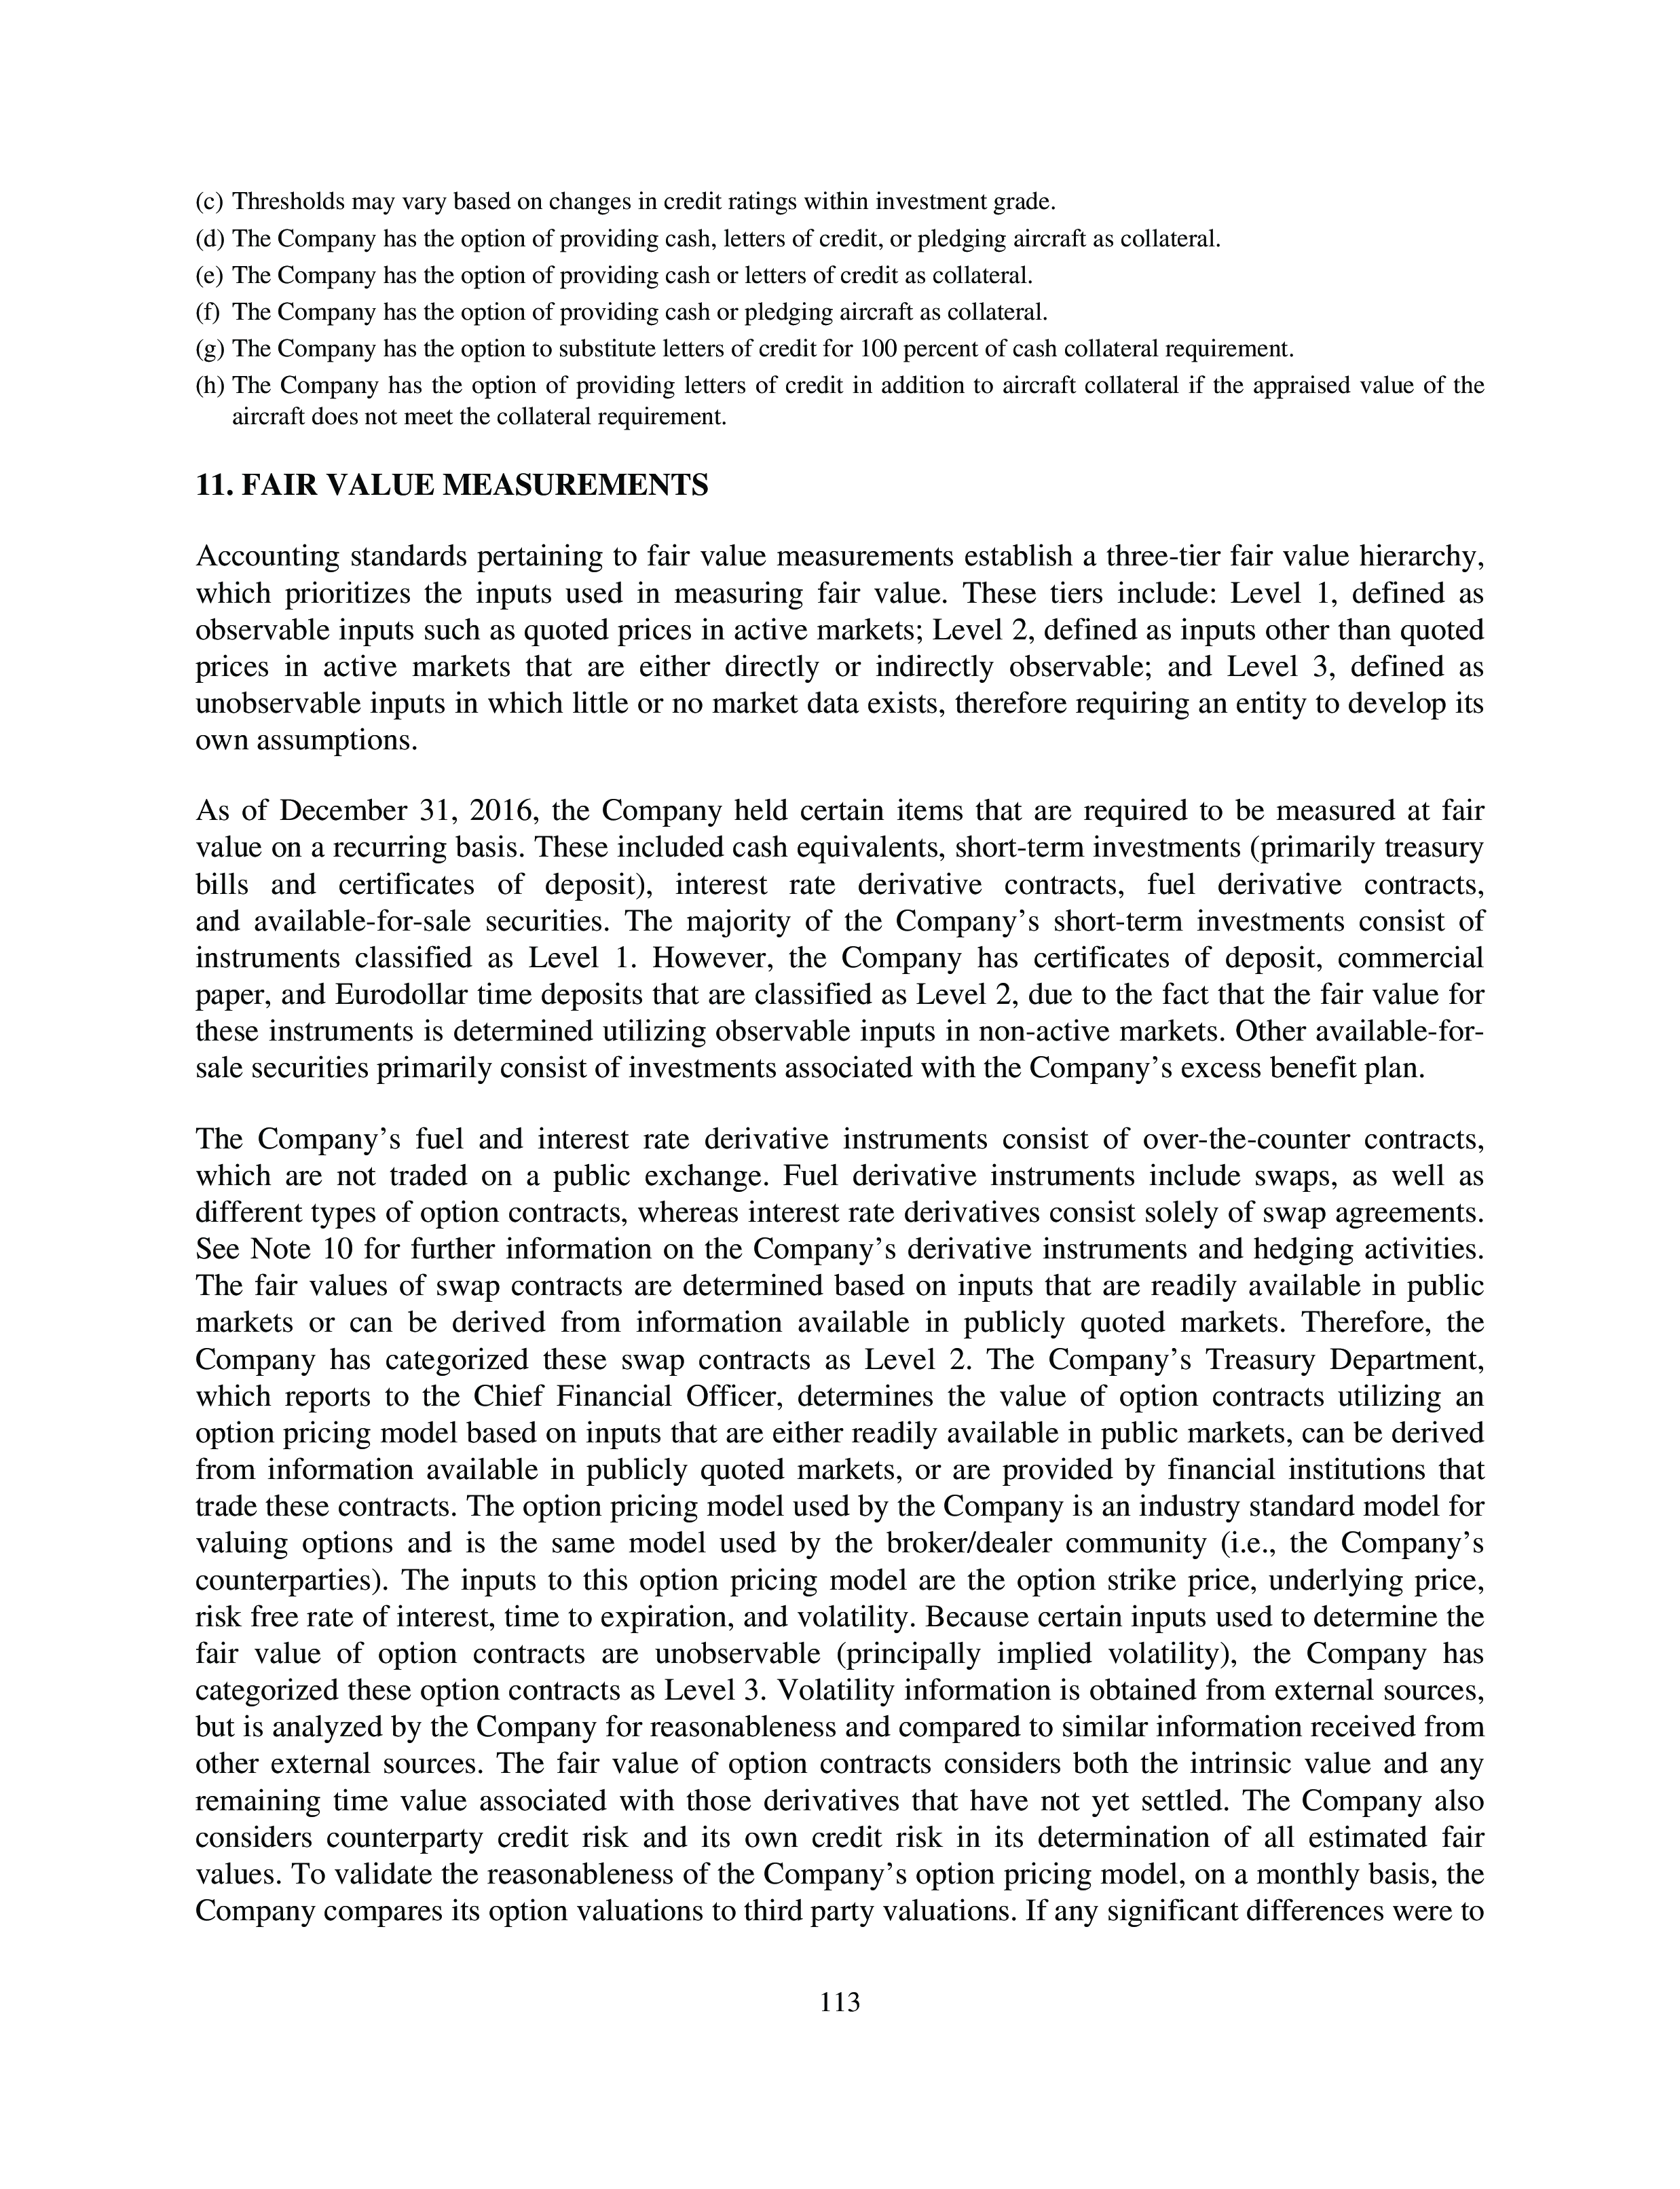 (c) Thresholds may vary based on changes in credit ratings within investment grade.
(d) The Company has the option of providing cash, letters of credit, or pledging aircraft as collateral.
(e) The Company has the option of providing cash or letters of credit as collateral.
(f) The Company has the option of providing cash or pledging aircraft as collateral.
(g) The Company has the option to substitute letters of credit for 100 percent of cash collateral requirement.
(h) The Company has the option of providing letters of credit in addition to aircraft collateral if the appraised value of the
aircraft does not meet the collateral requirement.
11. FAIR VALUE MEASUREMENTS
Accounting standards pertaining to fair value measurements establish a three-tier fair value hierarchy,
which prioritizes the inputs used in measuring fair value. These tiers include: Level 1, defined as
observable inputs such as quoted prices in active markets; Level 2, defined as inputs other than quoted
prices in active markets that are either directly or indirectly observable; and Level 3, defined as
unobservable inputs in which little or no market data exists, therefore requiring an entity to develop its
own assumptions.
As of December 31, 2016, the Company held certain items that are required to be measured at fair
value on a recurring basis. These included cash equivalents, short-term investments (primarily treasury
bills and certificates of deposit), interest rate derivative contracts, fuel derivative contracts,
and available-for-sale securities. The majority of the Company’s short-term investments consist of
instruments classified as Level 1. However, the Company has certificates of deposit, commercial
paper, and Eurodollar time deposits that are classified as Level 2, due to the fact that the fair value for
these instruments is determined utilizing observable inputs in non-active markets. Other available-for-
sale securities primarily consist of investments associated with the Company’s excess benefit plan.
The Company’s fuel and interest rate derivative instruments consist of over-the-counter contracts,
which are not traded on a public exchange. Fuel derivative instruments include swaps, as well as
different types of option contracts, whereas interest rate derivatives consist solely of swap agreements.
See Note 10 for further information on the Company’s derivative instruments and hedging activities.
The fair values of swap contracts are determined based on inputs that are readily available in public
markets or can be derived from information available in publicly quoted markets. Therefore, the
Company has categorized these swap contracts as Level 2. The Company’s Treasury Department,
which reports to the Chief Financial Officer, determines the value of option contracts utilizing an
option pricing model based on inputs that are either readily available in public markets, can be derived
from information available in publicly quoted markets, or are provided by financial institutions that
trade these contracts. The option pricing model used by the Company is an industry standard model for
valuing options and is the same model used by the broker/dealer community (i.e., the Company’s
counterparties). The inputs to this option pricing model are the option strike price, underlying price,
risk free rate of interest, time to expiration, and volatility. Because certain inputs used to determine the
fair value of option contracts are unobservable (principally implied volatility), the Company has
categorized these option contracts as Level 3. Volatility information is obtained from external sources,
but is analyzed by the Company for reasonableness and compared to similar information received from
other external sources. The fair value of option contracts considers both the intrinsic value and any
remaining time value associated with those derivatives that have not yet settled. The Company also
considers counterparty credit risk and its own credit risk in its determination of all estimated fair
values. To validate the reasonableness of the Company’s option pricing model, on a monthly basis, the
Company compares its option valuations to third party valuations. If any significant differences were to
113